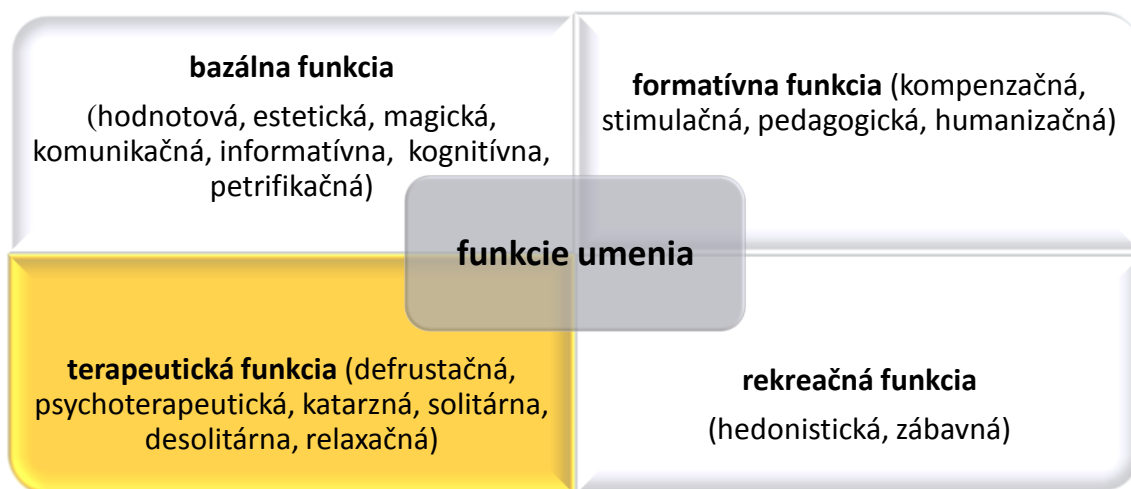 bazálna funkcia
(hodnotová, estetická, magická,
komunikačná, informatívna, kognitívna,
petrifikačná)
formatívna funkcia (kompenzačná,
stimulačná, pedagogická, humanizačná)
funkcie umenia
terapeutická funkcia (defrustačná,
psychoterapeutická, katarzná, solitárna,
desolitárna, relaxačná)
rekreačná funkcia
(hedonistická, zábavná)